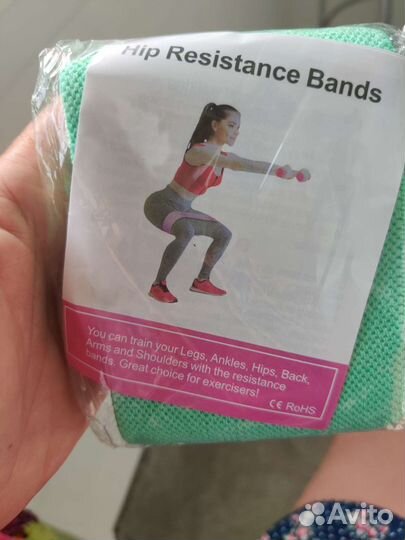 Hip Resistance Bands
You can train your Legs, Ankles, Hips, Back,
Arms and Shoulders with the resistance
bands. Great choice for exercisers!
CE RoHS
Avito